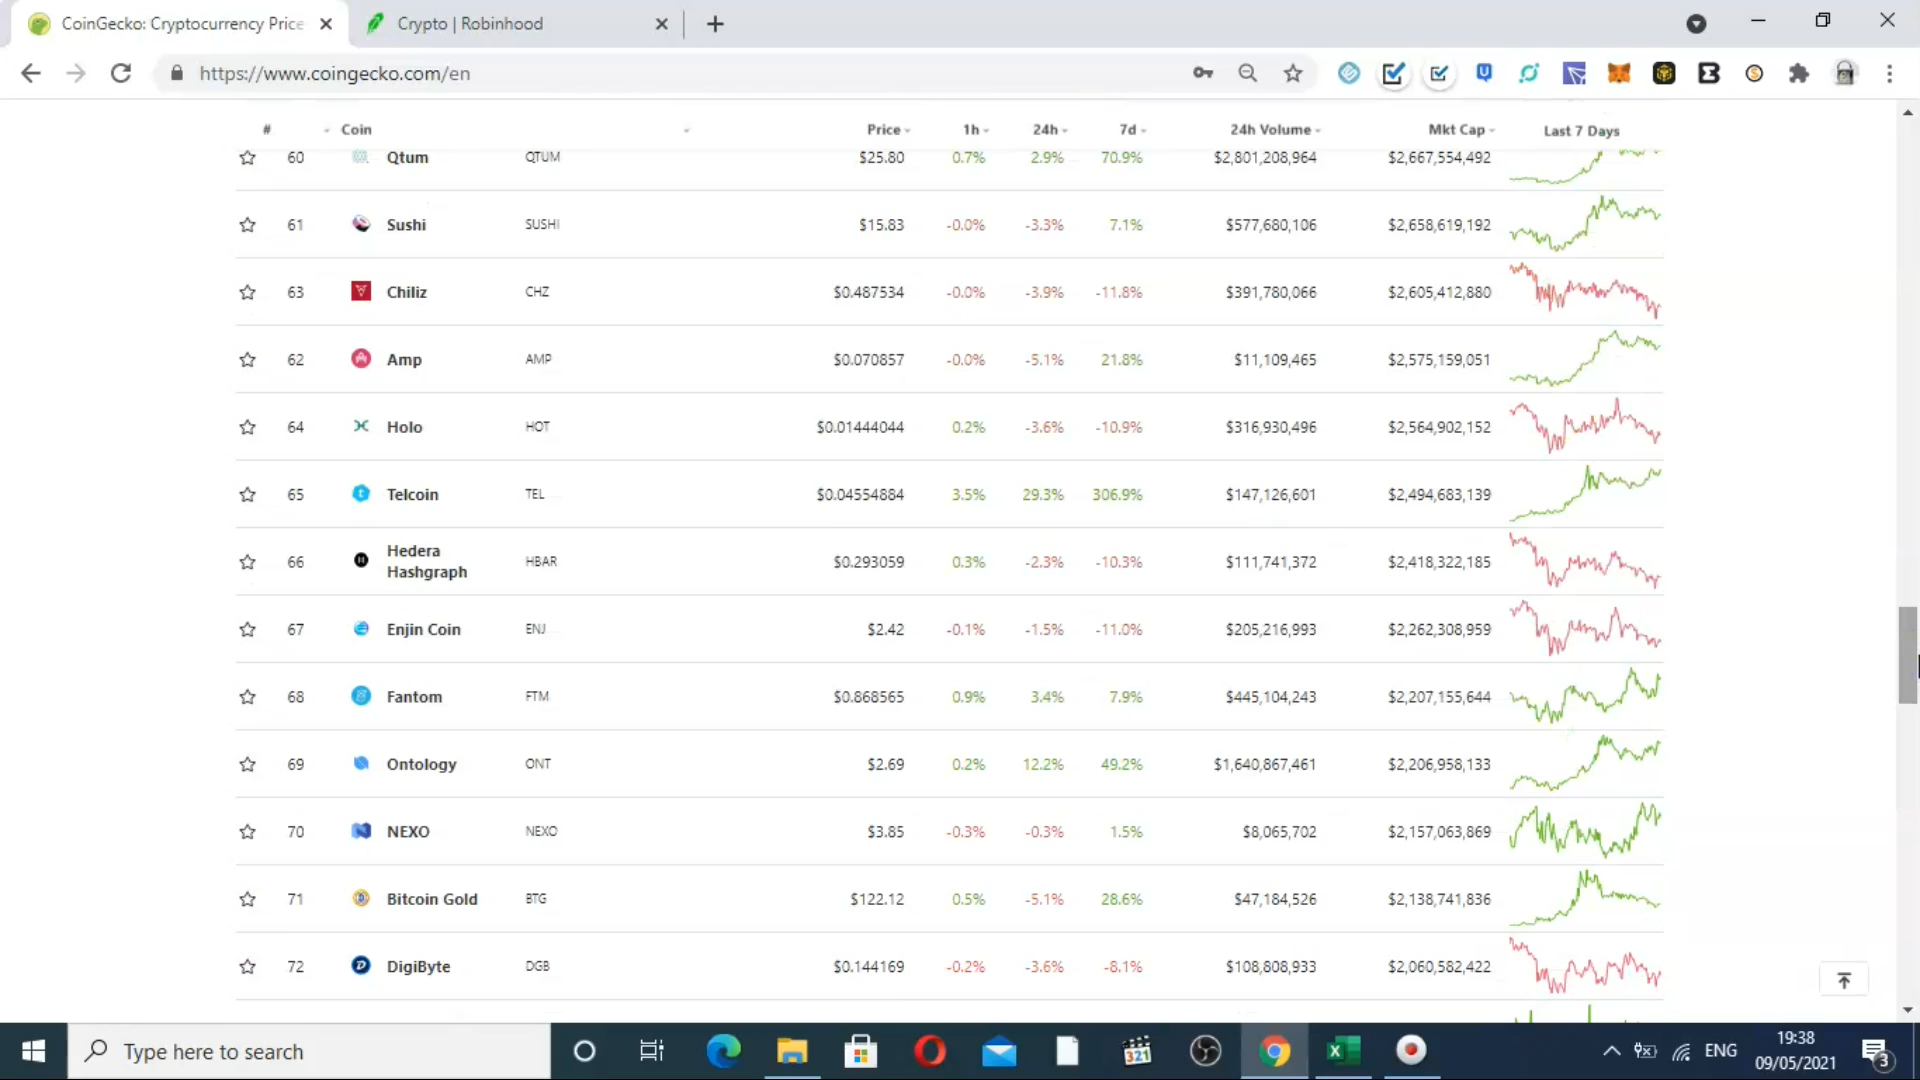 CoinGecko: Cryptocurrency Price
Crypto | Robinhood
https://www.coingecko.com/en
# Coin Price 1h 24h 7d 24h Volume Mkt Cap Last 7 Days
60 Qtum QTUM $25.80 0.7% 2.9% 70.9% $2,801,208,964 $2,667,554,492
61 Sushi SUSHI $15.83 -0.0% -3.3% 7.1% $577,680,106 $2,658,619,192
63 Chiliz CHZ $0.487534 -0.0% -3.9% -11.8% $391,780,066 $2,605,412,880
62 Amp AMP $0.070857 -0.0% -5.1% 21.8% $11,109,465 $2,575,159,051
64 Holo HOT $0.01444044 0.2% -3.6% -10.9% $316,930,496 $2,564,902,152
65 Telcoin TEL $0.04554884 3.5% 29.3% 306.9% $147,126,601 $2,494,683,139
66 Hedera Hashgraph HBAR $0.293059 0.3% -2.3% -10.3% $111,741,372 $2,418,322,185
67 Enjin Coin ENJ $2.42 -0.1% -1.5% -11.0% $205,216,993 $2,262,308,959
68 Fantom FTM $0.868565 0.9% 3.4% 7.9% $445,104,243 $2,207,155,644
69 Ontology ONT $2.69 0.2% 12.2% 49.2% $1,640,867,461 $2,206,958,133
70 NEXO NEXO $3.85 -0.3% -0.3% 1.5% $8,065,702 $2,157,063,869
71 Bitcoin Gold BTG $122.12 0.5% -5.1% 28.6% $47,184,526 $2,138,741,836
72 DigiByte DGB $0.144169 -0.2% -3.6% -8.1% $108,808,933 $2,060,582,422
Type here to search
321
ENG
19:38
09/05/2021
3